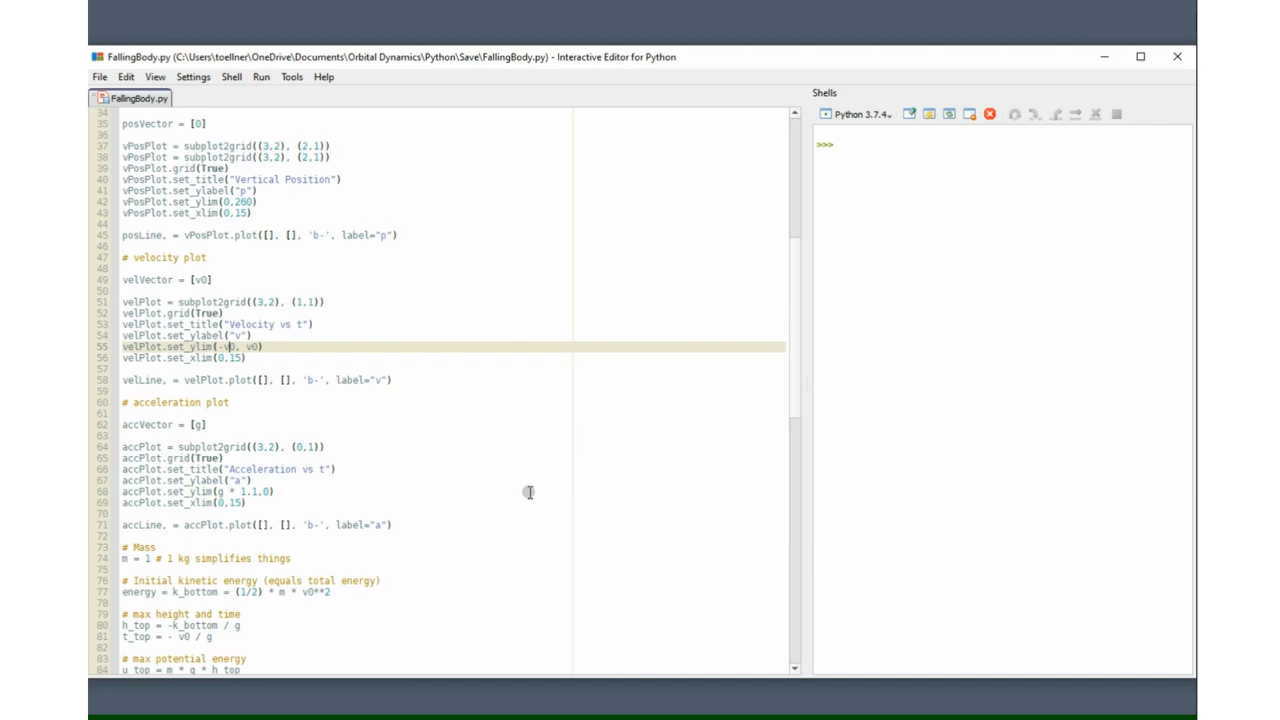 FallingBody.py (C:\Users\toellner\OneDrive\Documents\Orbital Dynamics\Python\Save\FallingBody.py) - Interactive Editor for Python
File Edit View Settings Shell Run Tools Help
FallingBody.py
Shells
Python 3.7.4
>>>
34
35 posVector = [0]
36
37 vPosPlot = subplot2grid((3,2), (2,1))
38 vPosPlot = subplot2grid((3,2), (2,1))
39 vPosPlot.grid(True)
40 vPosPlot.set_title("Vertical Position")
41 vPosPlot.set_ylabel("p")
42 vPosPlot.set_ylim(0,260)
43 vPosPlot.set_xlim(0,15)
44
45 posLine, = vPosPlot.plot([], [], 'b-', label="p")
46
47 # velocity plot
48
49 velVector = [v0]
50
51 velPlot = subplot2grid((3,2), (1,1))
52 velPlot.grid(True)
53 velPlot.set_title("Velocity vs t")
54 velPlot.set_ylabel("v")
55 velPlot.set_ylim(-v0, v0)
56 velPlot.set_xlim(0,15)
57
58 velLine, = velPlot.plot([], [], 'b-', label="v")
59
60 # acceleration plot
61
62 accVector = [g]
63
64 accPlot = subplot2grid((3,2), (0,1))
65 accPlot.grid(True)
66 accPlot.set_title("Acceleration vs t")
67 accPlot.set_ylabel("a")
68 accPlot.set_ylim(g * 1.1,0)
69 accPlot.set_xlim(0,15)
70
71 accLine, = accPlot.plot([], [], 'b-', label="a")
72
73 # Mass
74 m = 1 # 1 kg simplifies things
75
76 # Initial kinetic energy (equals total energy)
77 energy = k_bottom = (1/2) * m * v0**2
78
79 # max height and time
80 h_top = -k_bottom / g
81 t_top = - v0 / g
82
83 # max potential energy
84 u_top = m * g * h_top